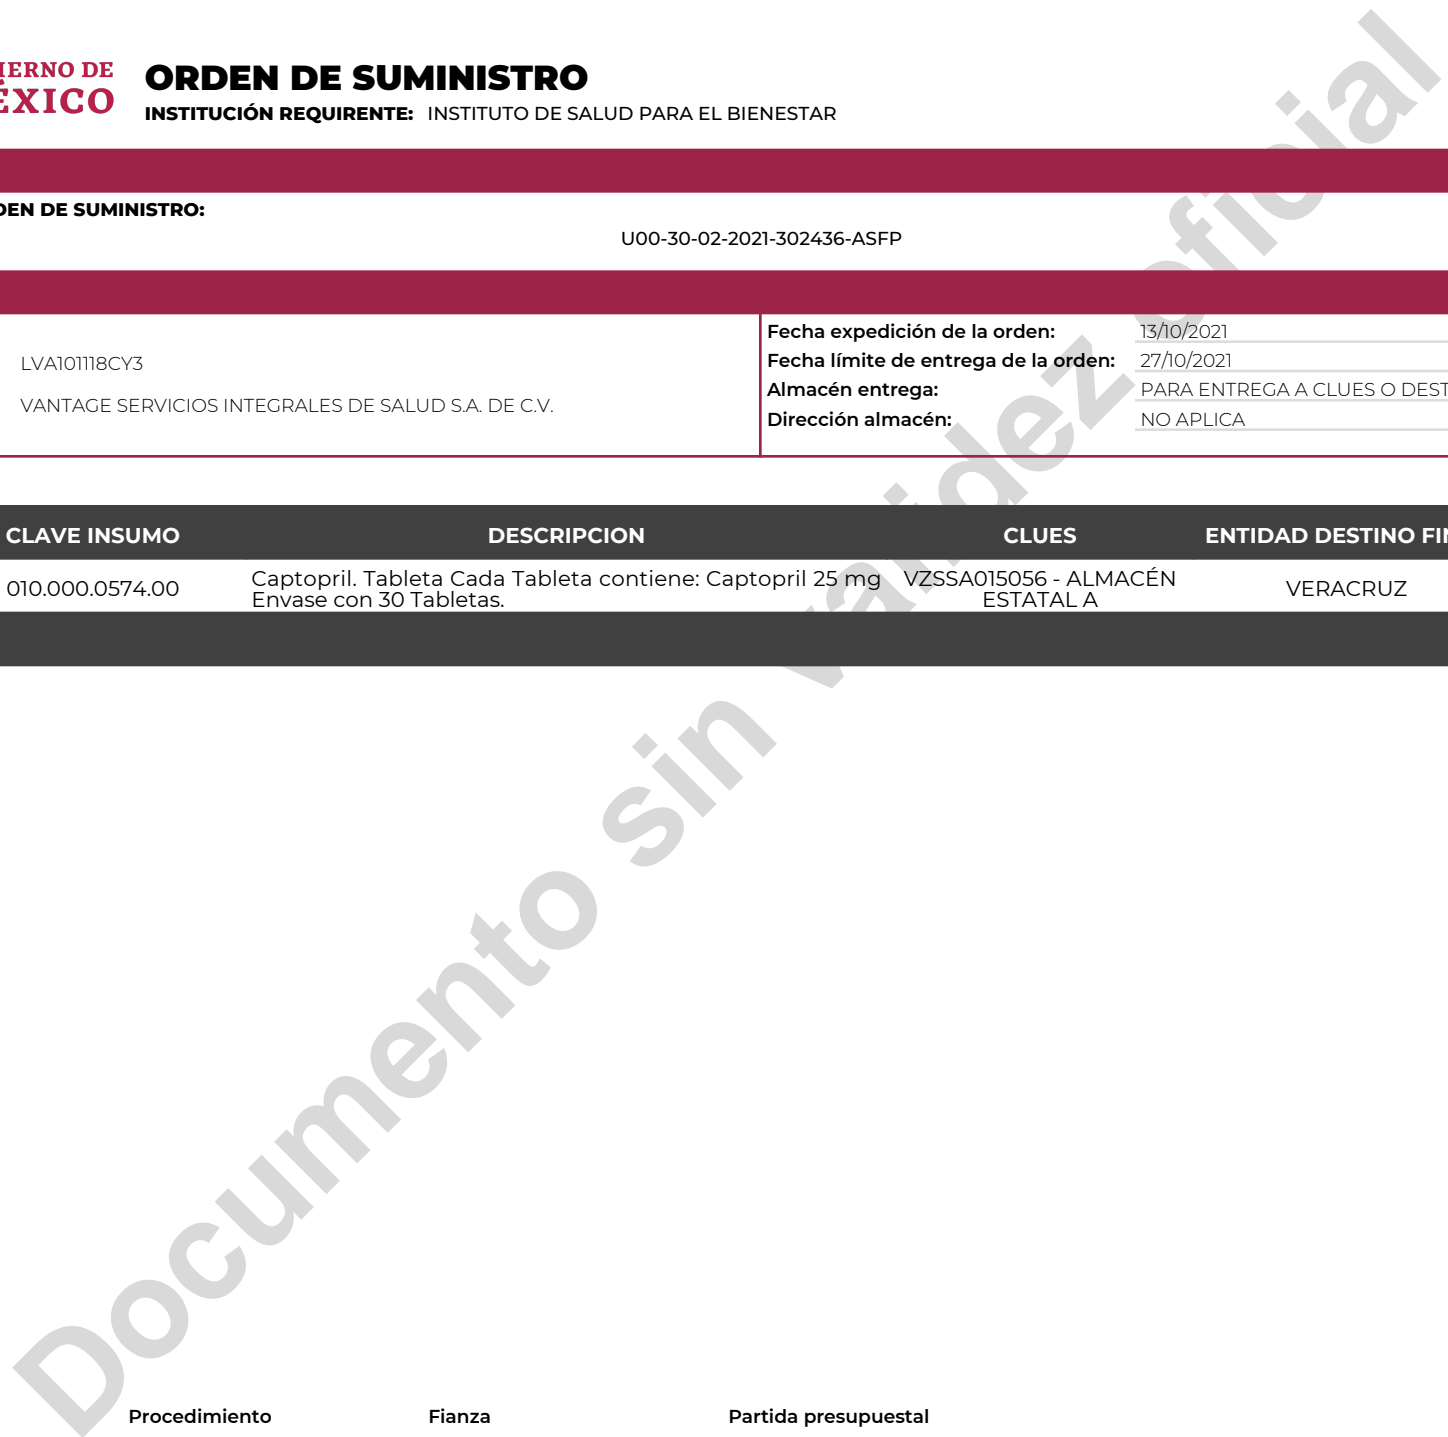 IERNO DE
ÉXICO
ORDEN DE SUMINISTRO
INSTITUCIÓN REQUIRENTE: INSTITUTO DE SALUD PARA EL BIENESTAR
DEN DE SUMINISTRO:
U00-30-02-2021-302436-ASFP
LVA101118CY3
VANTAGE SERVICIOS INTEGRALES DE SALUD S.A. DE C.V.
Fecha expedición de la orden: 13/10/2021
Fecha límite de entrega de la orden: 27/10/2021
Almacén entrega: PARA ENTREGA A CLUES O DEST
Dirección almacén: NO APLICA
CLAVE INSUMO DESCRIPCION CLUES ENTIDAD DESTINO FIN
010.000.0574.00 Captopril. Tableta Cada Tableta contiene: Captopril 25 mg VZSSA015056 - ALMACÉN VERACRUZ
Envase con 30 Tabletas. ESTATAL A
Documento sin validez oficial
Procedimiento Fianza Partida presupuestal